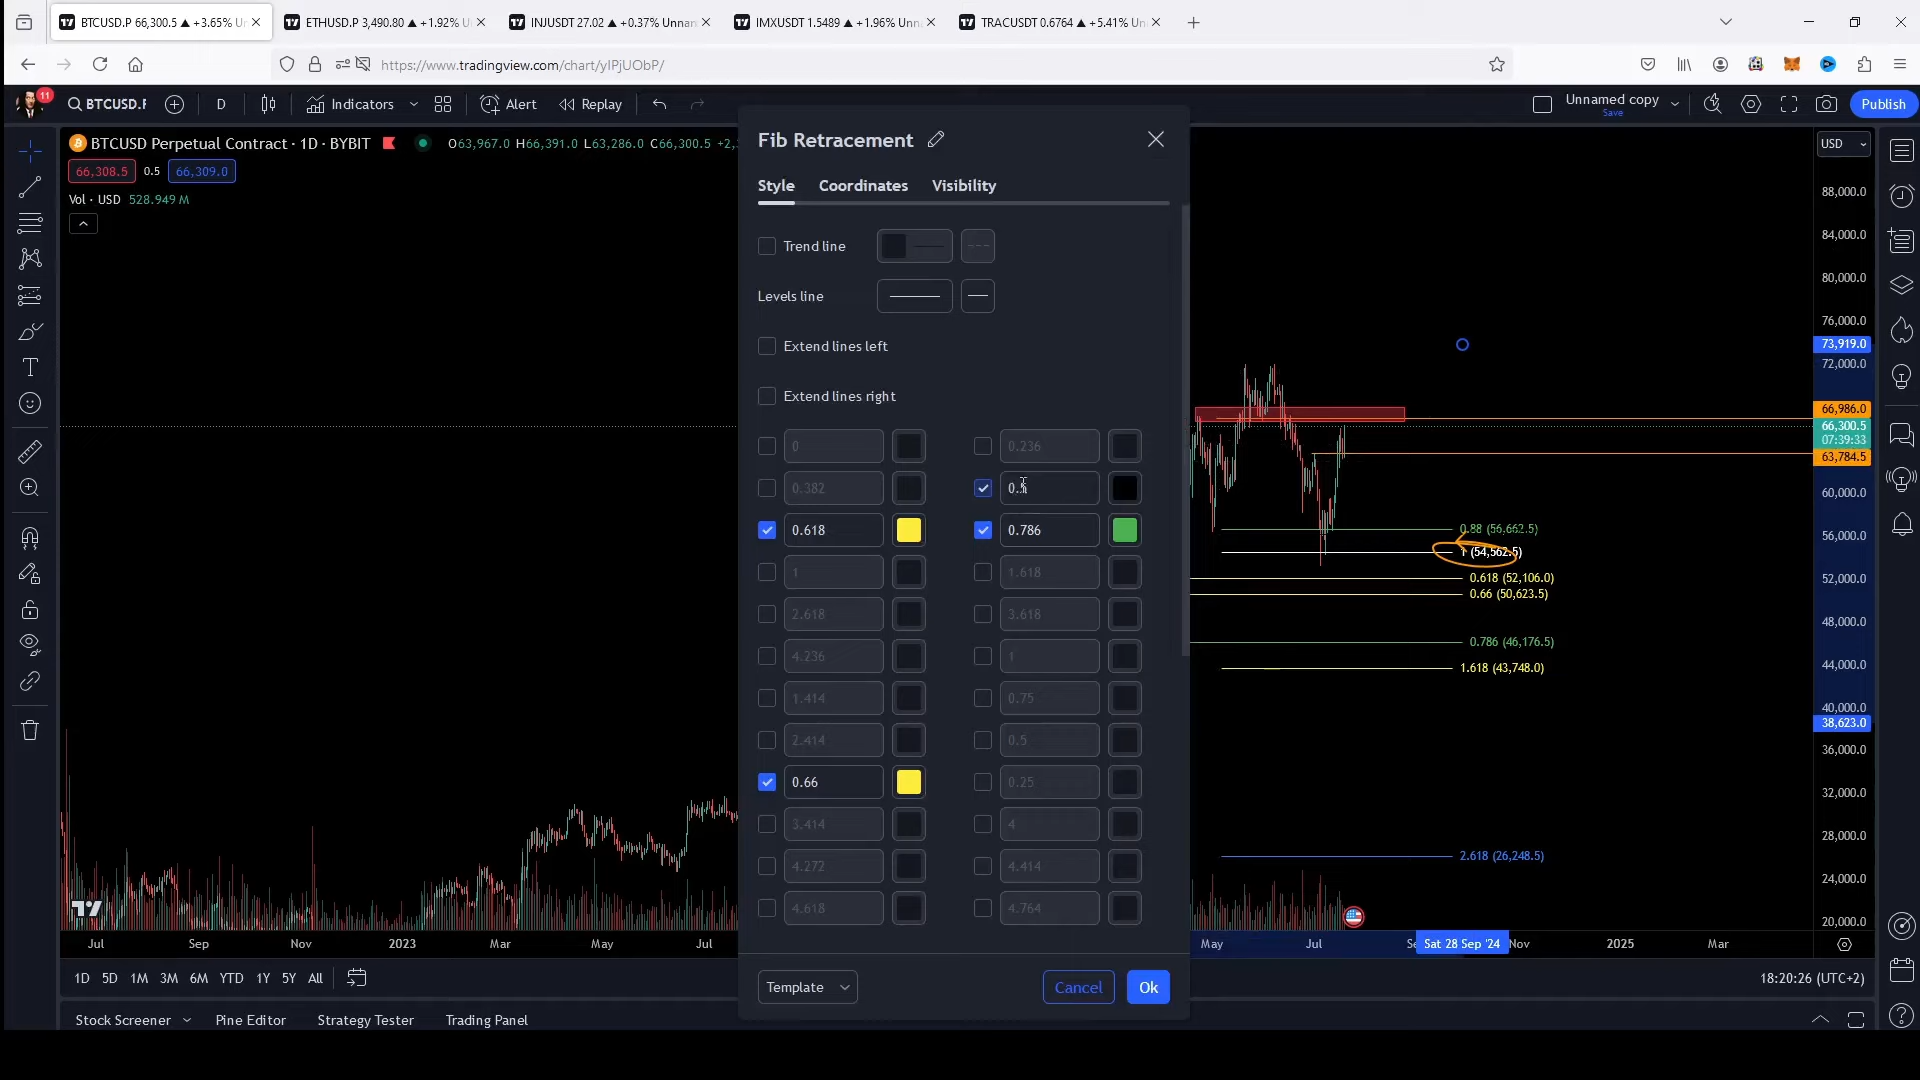 BTCUSD.P 66,300.5 ▲ +3.65% U
ETHUSD.P 3,490.80 ▲ +1.92% U
INJUSDT 27.02 ▲ +0.37% Unnam
IMXUSDT 1.5489 ▲ +1.96% Unna
TRACUSDT 0.6764 ▲ +5.41% Un
https://www.tradingview.com/chart/yIPjUObP/
11
BTCUSD.F
D
Indicators
Alert
Replay
Unnamed copy
Save
Publish
BTCUSD Perpetual Contract · 1D · BYBIT
O63,967.0 H66,391.0 L63,286.0 C66,300.5 +2,
66,308.5
0.5
66,309.0
Vol · USD 528.949 M
Fib Retracement
Style
Coordinates
Visibility
Trend line
Levels line
Extend lines left
Extend lines right
0
0.236
0.382
0.618
0.786
1
1.618
2.618
3.618
4.236
1
1.414
0.75
2.414
0.5
0.66
0.25
3.414
4
4.272
4.414
4.618
4.764
Template
Cancel
Ok
USD
88,000.0
84,000.0
80,000.0
76,000.0
73,919.0
72,000.0
66,986.0
66,300.5
07:39:33
63,784.5
60,000.0
56,000.0
52,000.0
48,000.0
44,000.0
40,000.0
38,623.0
36,000.0
32,000.0
28,000.0
24,000.0
20,000.0
0.88 (56,662.5)
1 (54,562.5)
0.618 (52,106.0)
0.66 (50,623.5)
0.786 (46,176.5)
1.618 (43,748.0)
2.618 (26,248.5)
Jul
Sep
Nov
2023
Mar
May
Jul
May
Jul
Se
Sat 28 Sep '24
Nov
2025
Mar
1D
5D
1M
3M
6M
YTD
1Y
5Y
All
18:20:26 (UTC+2)
Stock Screener
Pine Editor
Strategy Tester
Trading Panel